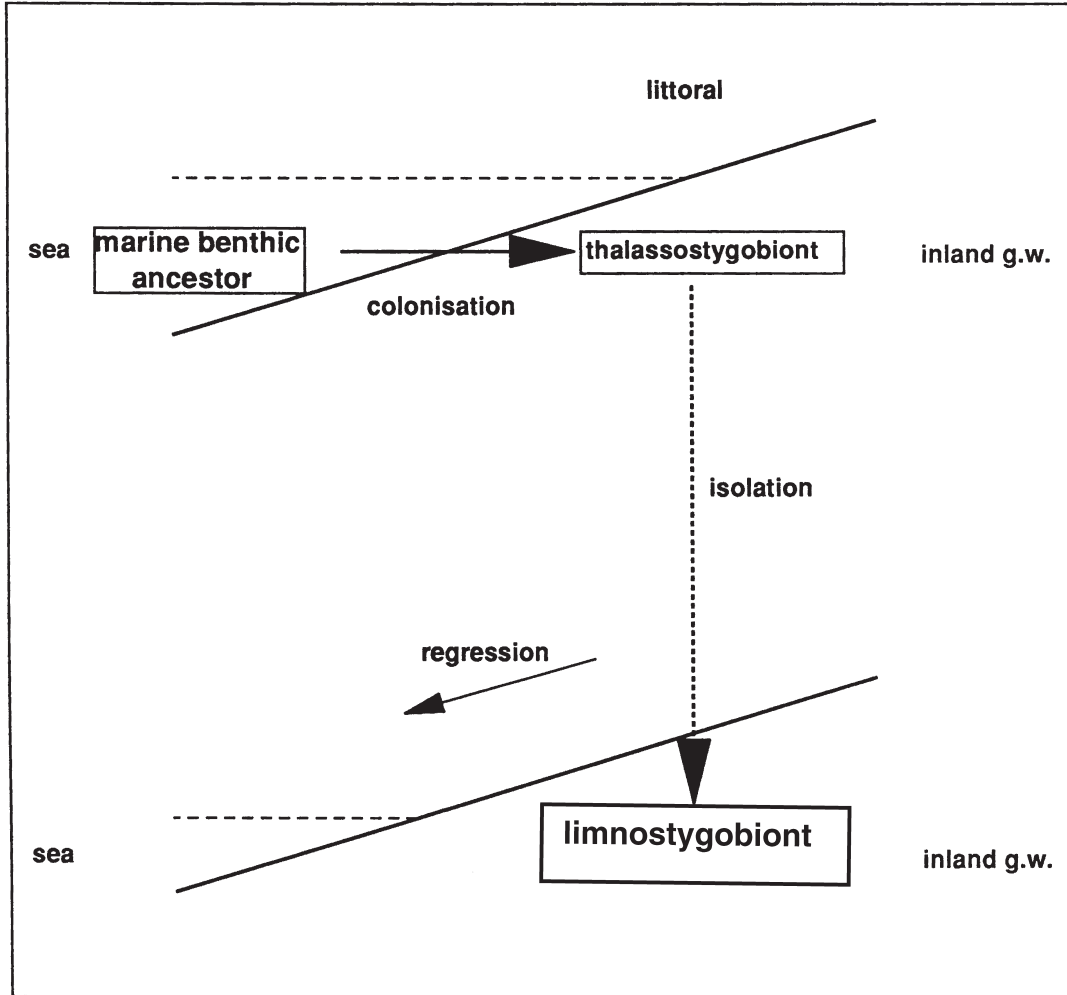 littoral
sea
marine benthic
ancestor
thalassostygobiont
inland g.w.
colonisation
isolation
regression
limnostygobiont
sea
inland g.w.